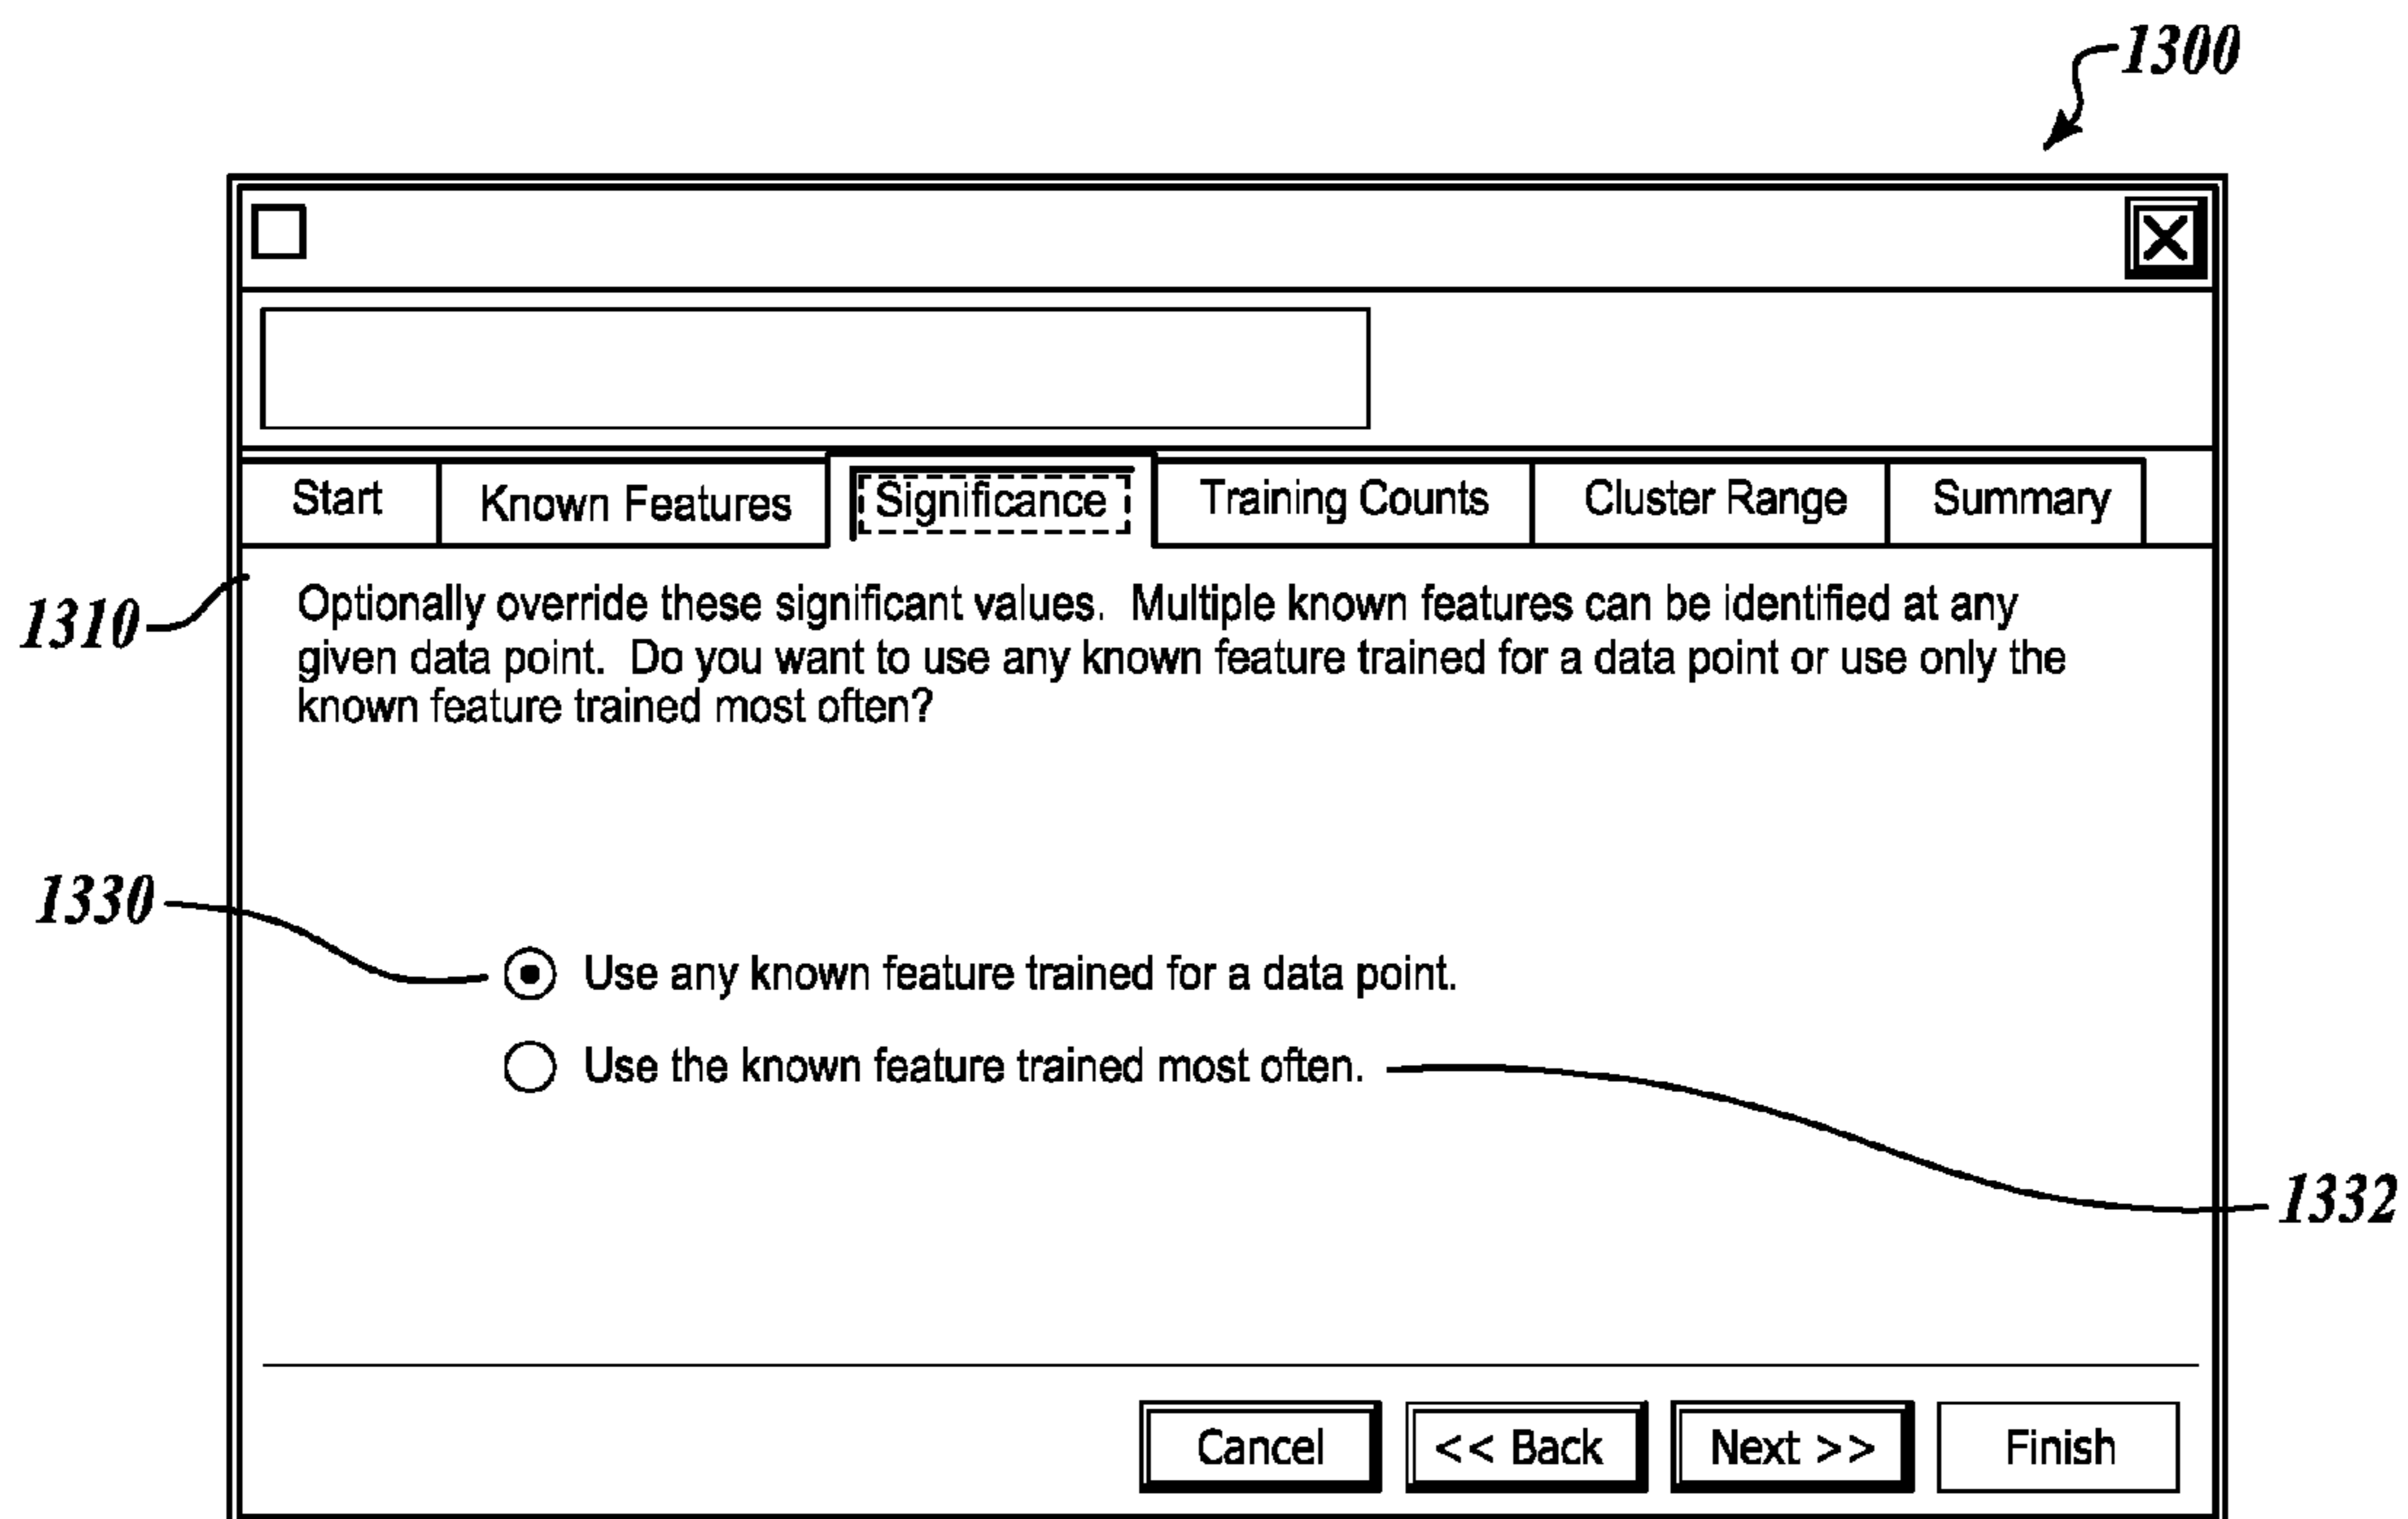 1300
Start Known Features Significance Training Counts Cluster Range Summary
1310
Optionally override these significant values. Multiple known features can be identified at any
given data point. Do you want to use any known feature trained for a data point or use only the
known feature trained most often?
1330
Use any known feature trained for a data point.
Use the known feature trained most often.
1332
Cancel << Back Next >> Finish